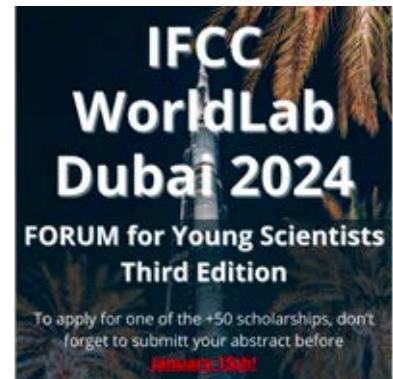 IFCC
WorldLab
Dubai 2024
FORUM for Young Scientists
Third Edition
To apply for one of the +50 scholarships, don't
forget to submitt your abstract before
January 15th!